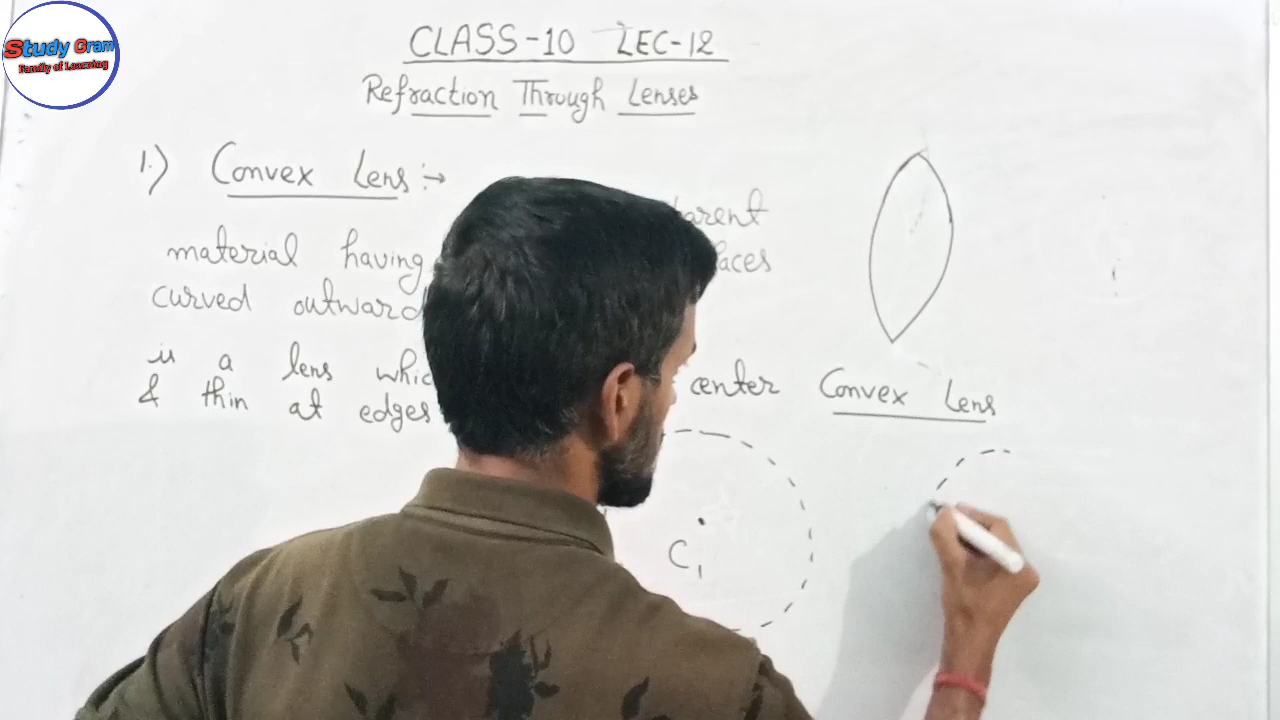 Study Gram
Family of Learning
CLASS-10 LEC-12
Refraction Through Lenses
1.) Convex Lens :→
material having
curved outward
is a lens center
& thin at edges
Convex Lens
C1